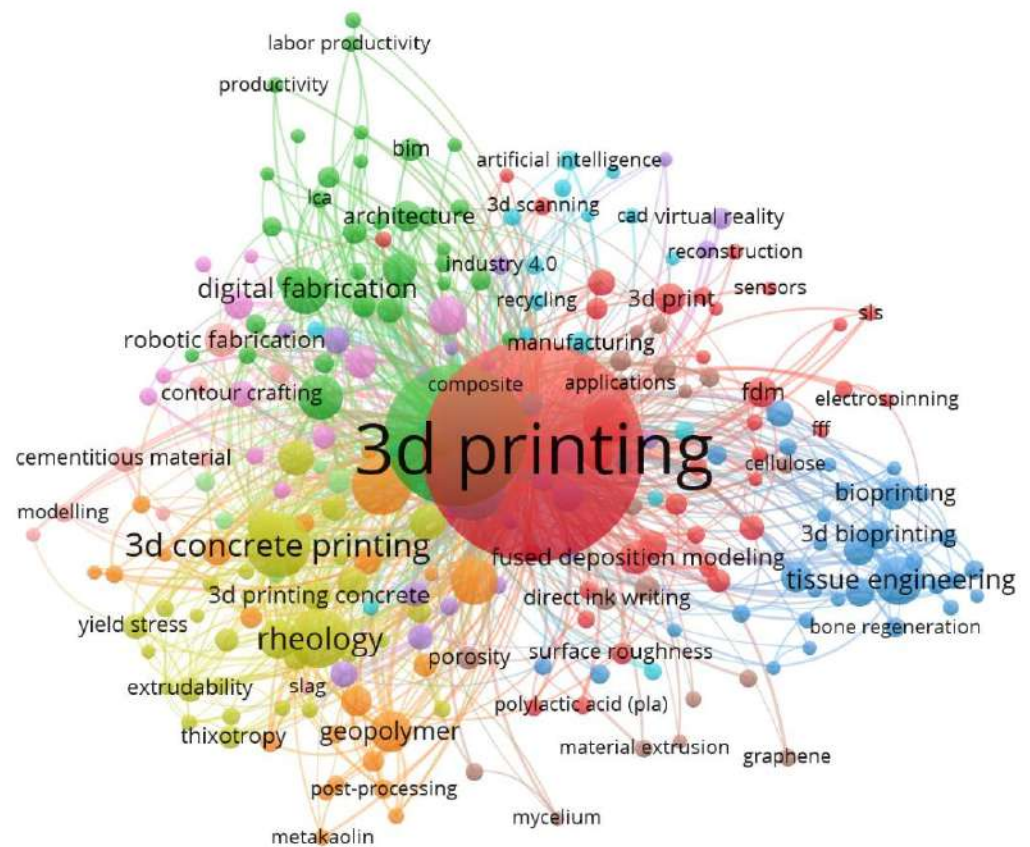 labor productivity
productivity
bim
artificial intelligence
lca
3d scanning
architecture
cad
virtual reality
reconstruction
industry 4.0
digital fabrication
recycling
3d print
sensors
sls
robotic fabrication
manufacturing
composite
applications
contour crafting
fdm
electrospinning
fff
3d printing
cementitious material
cellulose
bioprinting
modelling
3d bioprinting
3d concrete printing
fused deposition modeling
tissue engineering
3d printing concrete
direct ink writing
yield stress
bone regeneration
rheology
surface roughness
porosity
extrudability
slag
polylactic acid (pla)
thixotropy
geopolymer
material extrusion
graphene
post-processing
mycelium
metakaolin